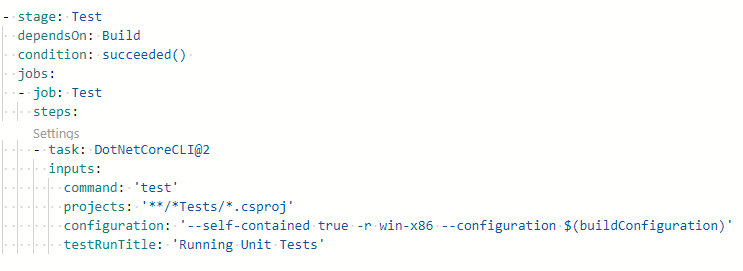 - stage: Test
  dependsOn: Build
  condition: succeeded()
  jobs:
  - job: Test
    steps:
    Settings
    - task: DotNetCoreCLI@2
      inputs:
        command: 'test'
        projects: '**/*Tests/*.csproj'
        configuration: '--self-contained true -r win-x86 --configuration $(buildConfiguration)'
        testRunTitle: 'Running Unit Tests'